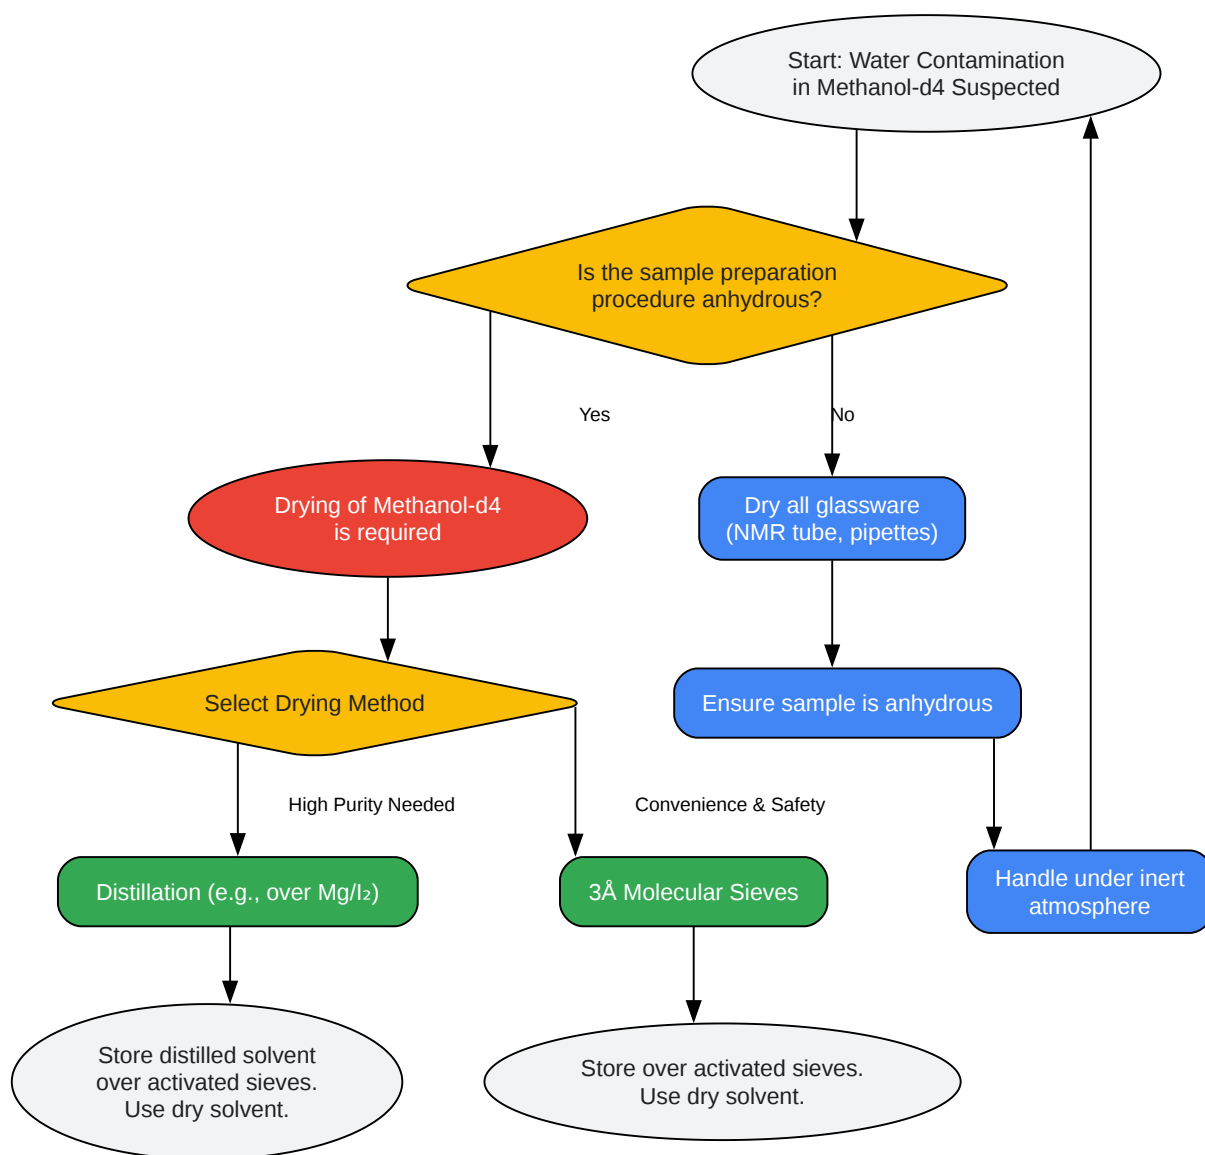 Start: Water Contamination
in Methanol-d4 Suspected
Is the sample preparation
procedure anhydrous?
Yes
No
Drying of Methanol-d4
is required
Dry all glassware
(NMR tube, pipettes)
Select Drying Method
Ensure sample is anhydrous
High Purity Needed
Convenience & Safety
Distillation (e.g., over Mg/I₂)
3Å Molecular Sieves
Handle under inert
atmosphere
Store distilled solvent
over activated sieves.
Use dry solvent.
Store over activated sieves.
Use dry solvent.